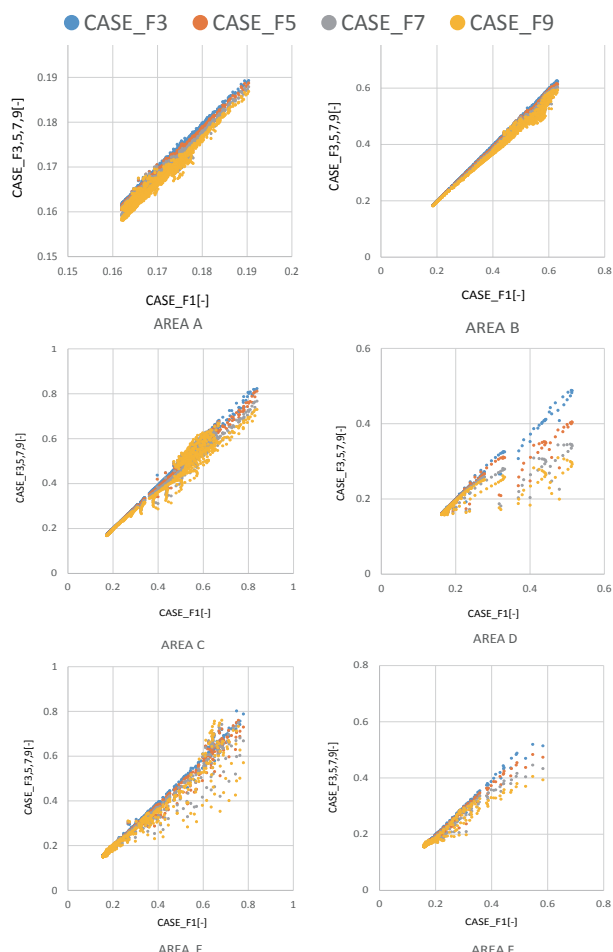 CASE_F3 CASE_F5 CASE_F7 CASE_F9
CASE_F3,5,7,9[-]
0.19
0.18
0.17
0.16
0.15
0.15 0.16 0.17 0.18 0.19 0.2
CASE_F1[-]
AREA A
CASE_F3,5,7,9[-]
0.6
0.4
0.2
0
0 0.2 0.4 0.6 0.8
CASE_F1[-]
AREA B
CASE_F3,5,7,9[-]
1
0.8
0.6
0.4
0.2
0
0 0.2 0.4 0.6 0.8 1
CASE_F1[-]
AREA C
CASE_F3,5,7,9[-]
0.6
0.4
0.2
0
0 0.2 0.4 0.6
CASE_F1[-]
AREA D
CASE_F3,5,7,9[-]
1
0.8
0.6
0.4
0.2
0
0 0.2 0.4 0.6 0.8 1
CASE_F1[-]
AREA E
CASE_F3,5,7,9[-]
0.8
0.6
0.4
0.2
0
0 0.2 0.4 0.6 0.8
CASE_F1[-]
AREA F